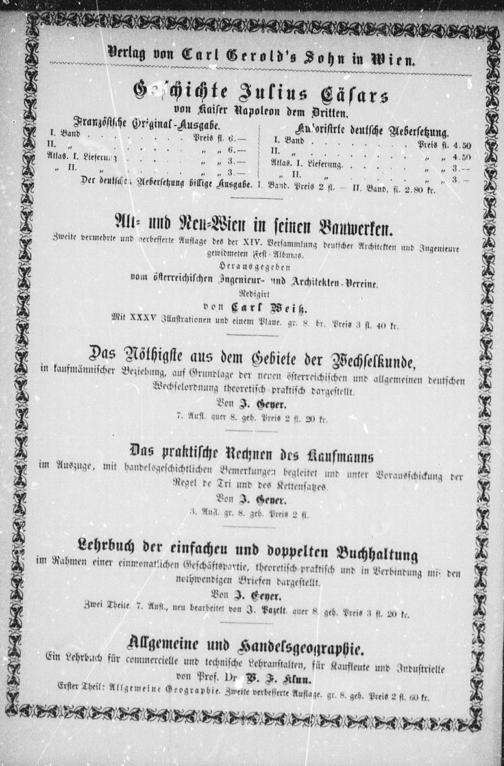 Verlag von Carl Gerold's Sohn in Wien.
Geschichte Julius Cäsars
von Kaiser Napoleon dem Dritten.
Französische Original-Ausgabe.
I. Band . . . . . . . . Preis fl. 6.—
II. „ . . . . . . . . „ „ 6.—
Atlas. I. Lieferung . . . . . . „ „ 3.—
„ II. „ . . . . . . „ „ 3.—
Autorisirte deutsche Uebersetzung.
I. Band . . . . . . . . Preis fl. 4.50
II. „ . . . . . . . . „ „ 4.50
Atlas. I. Lieferung . . . . . . „ „ 3.—
„ II. „ . . . . . . „ „ 3.—
Der deutschen Uebersetzung billige Ausgabe. I. Band. Preis 2 fl. — II. Band. fl. 2.80 kr.
Alt- und Neu-Wien in seinen Bauwerken.
Zweite vermehrte und verbesserte Auflage des der XIV. Versammlung deutscher Architekten und Ingenieure
gewidmeten Fest-Albums.
Herausgegeben
vom österreichischen Ingenieur- und Architekten-Vereine.
Redigirt
von Carl Weiß.
Mit XXXV Illustrationen und einem Plane. gr. 8. br. Preis 3 fl. 40 kr.
Das Nöthigste aus dem Gebiete der Wechselkunde,
in kaufmännischer Beziehung, auf Grundlage der neuen österreichischen und allgemeinen deutschen
Wechselordnung theoretisch-praktisch dargestellt.
Von J. Geyer.
7. Aufl. quer 8. geb. Preis 2 fl. 20 kr.
Das praktische Rechnen des Kaufmanns
im Auszuge, mit handelsgeschichtlichen Bemerkungen begleitet und unter Vorausschickung der
Regel de Tri und des Kettensatzes.
Von J. Geyer.
3. Aufl. gr. 8. geb. Preis 2 fl.
Lehrbuch der einfachen und doppelten Buchhaltung
im Rahmen einer einmonatlichen Geschäftspartie, theoretisch-praktisch und in Verbindung mit den
nothwendigen Briefen dargestellt.
Von J. Geyer.
Zwei Theile. 7. Aufl., neu bearbeitet von J. Pazelt. quer 8. geb. Preis 3 fl. 20 kr.
Allgemeine und Handelsgeographie.
Ein Lehrbuch für commercielle und technische Lehranstalten, für Kaufleute und Industrielle
von Prof. Dr. V. F. Klun.
Erster Theil: Allgemeine Geographie. Zweite verbesserte Auflage. gr. 8. geb. Preis 2 fl. 60 kr.